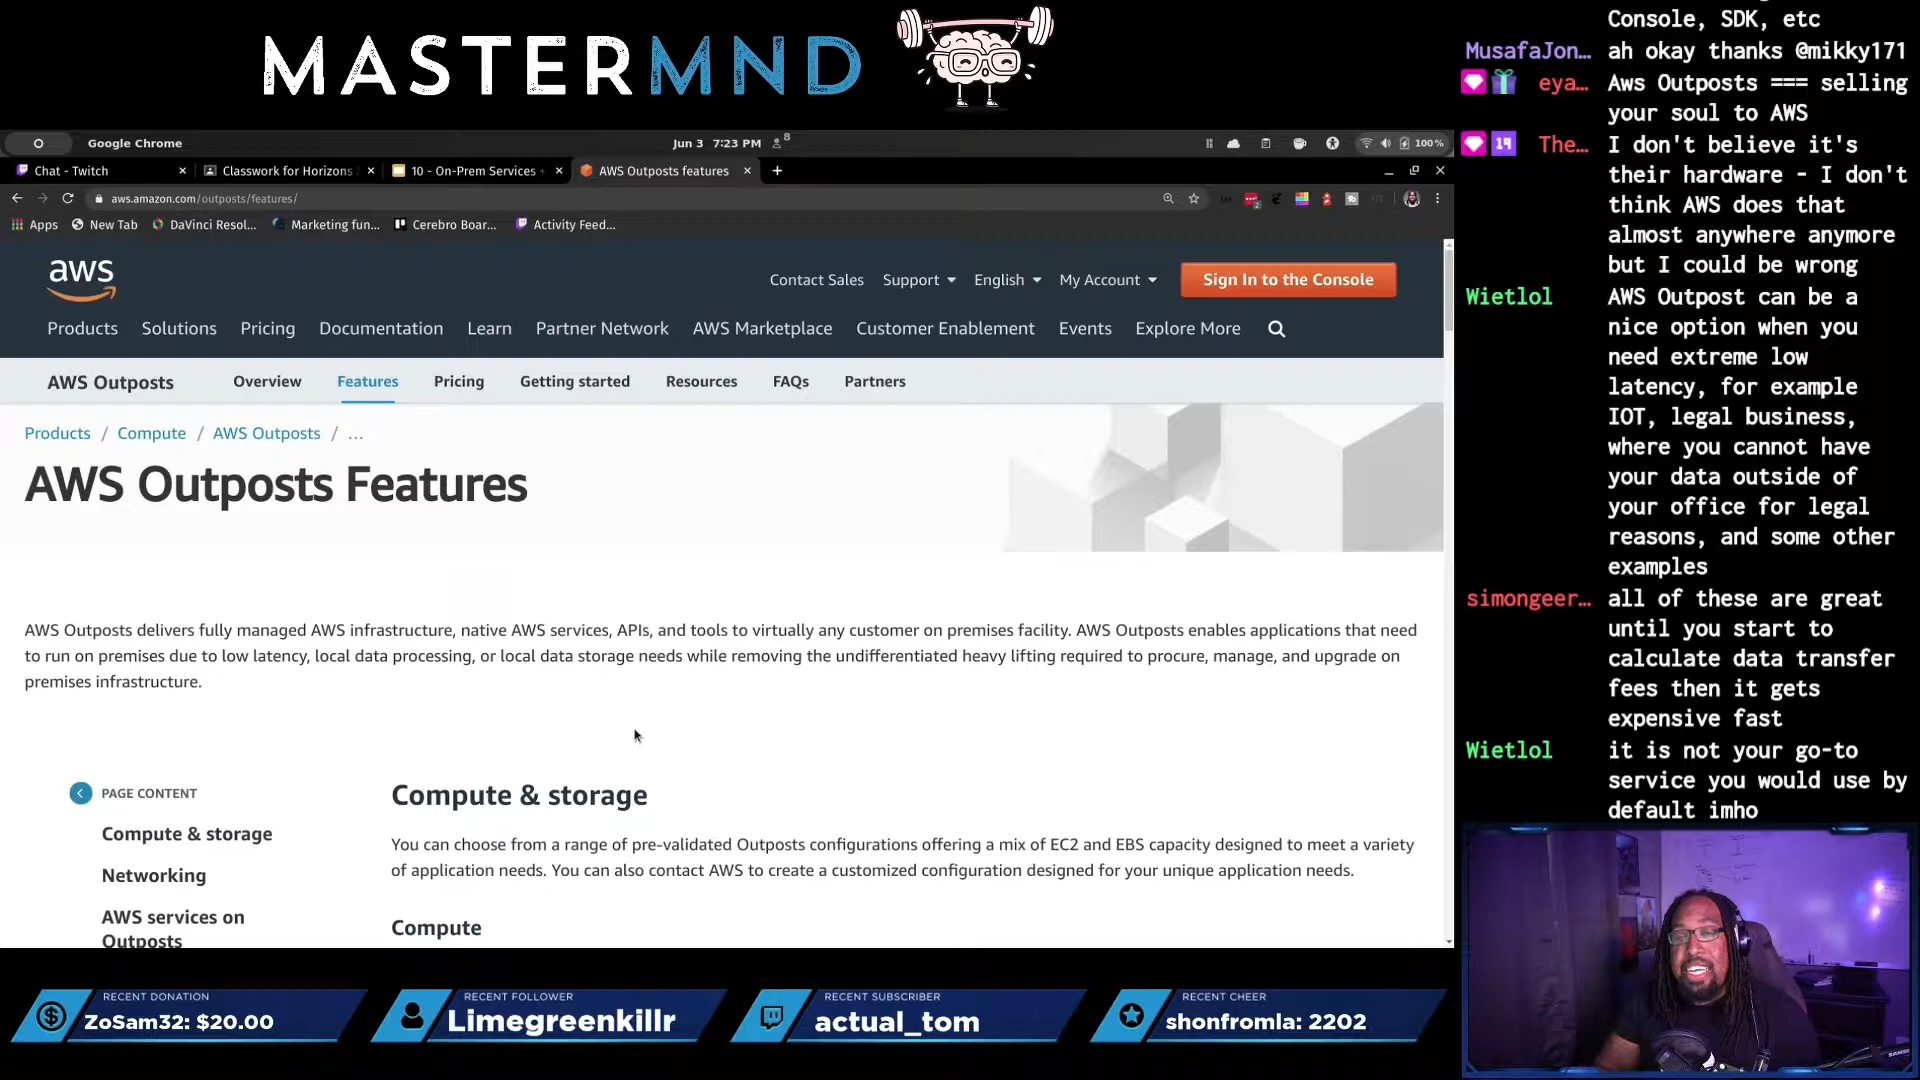 MASTERMND
Google Chrome
Jun 3 7:23 PM
8
100%
Chat - Twitch
Classwork for Horizons
10 - On-Prem Services
AWS Outposts features
aws.amazon.com/outposts/features/
Apps
New Tab
DaVinci Resol...
Marketing fun...
Cerebro Boar...
Activity Feed...
aws
Contact Sales
Support
English
My Account
Sign In to the Console
Products
Solutions
Pricing
Documentation
Learn
Partner Network
AWS Marketplace
Customer Enablement
Events
Explore More
AWS Outposts
Overview
Features
Pricing
Getting started
Resources
FAQs
Partners
Products / Compute / AWS Outposts / ...
AWS Outposts Features
AWS Outposts delivers fully managed AWS infrastructure, native AWS services, APIs, and tools to virtually any customer on premises facility. AWS Outposts enables applications that need
to run on premises due to low latency, local data processing, or local data storage needs while removing the undifferentiated heavy lifting required to procure, manage, and upgrade on
premises infrastructure.
PAGE CONTENT
Compute & storage
Networking
AWS services on
Outposts
Compute & storage
You can choose from a range of pre-validated Outposts configurations offering a mix of EC2 and EBS capacity designed to meet a variety
of application needs. You can also contact AWS to create a customized configuration designed for your unique application needs.
Compute
Console, SDK, etc
MusafaJon… ah okay thanks @mikky171
eya… Aws Outposts === selling
your soul to AWS
14 The… I don't believe it's
their hardware - I don't
think AWS does that
almost anywhere anymore
but I could be wrong
Wietlol AWS Outpost can be a
nice option when you
need extreme low
latency, for example
IOT, legal business,
where you cannot have
your data outside of
your office for legal
reasons, and some other
examples
simongeer… all of these are great
until you start to
calculate data transfer
fees then it gets
expensive fast
Wietlol it is not your go-to
service you would use by
default imho
RECENT DONATION
ZoSam32: $20.00
RECENT FOLLOWER
Limegreenkillr
RECENT SUBSCRIBER
actual_tom
RECENT CHEER
shonfromla: 2202